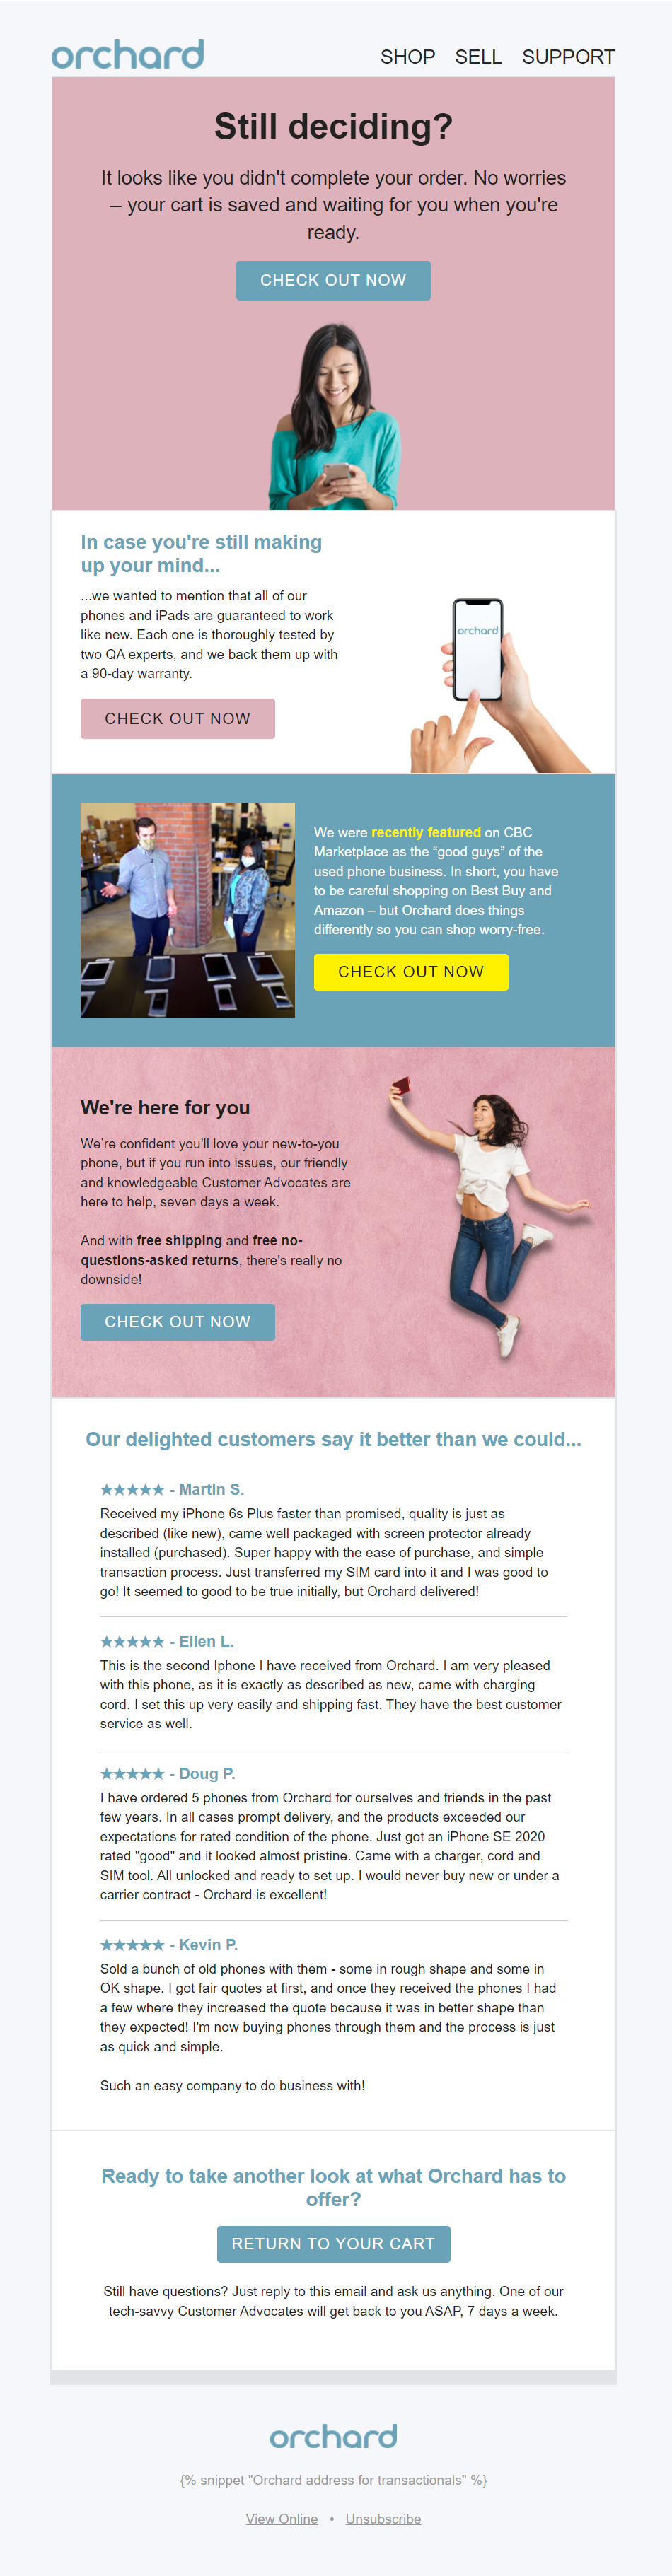 orchard
SHOP SELL SUPPORT
Still deciding?
It looks like you didn't complete your order. No worries
– your cart is saved and waiting for you when you're
ready.
CHECK OUT NOW
In case you're still making
up your mind...
...we wanted to mention that all of our
phones and iPads are guaranteed to work
like new. Each one is thoroughly tested by
two QA experts, and we back them up with
a 90-day warranty.
orchard
CHECK OUT NOW
We were recently featured on CBC
Marketplace as the “good guys” of the
used phone business. In short, you have
to be careful shopping on Best Buy and
Amazon – but Orchard does things
differently so you can shop worry-free.
CHECK OUT NOW
We're here for you
We’re confident you'll love your new-to-you
phone, but if you run into issues, our friendly
and knowledgeable Customer Advocates are
here to help, seven days a week.
And with free shipping and free no-
questions-asked returns, there's really no
downside!
CHECK OUT NOW
Our delighted customers say it better than we could...
★★★★★ - Martin S.
Received my iPhone 6s Plus faster than promised, quality is just as
described (like new), came well packaged with screen protector already
installed (purchased). Super happy with the ease of purchase, and simple
transaction process. Just transferred my SIM card into it and I was good to
go! It seemed to good to be true initially, but Orchard delivered!
★★★★★ - Ellen L.
This is the second Iphone I have received from Orchard. I am very pleased
with this phone, as it is exactly as described as new, came with charging
cord. I set this up very easily and shipping fast. They have the best customer
service as well.
★★★★★ - Doug P.
I have ordered 5 phones from Orchard for ourselves and friends in the past
few years. In all cases prompt delivery, and the products exceeded our
expectations for rated condition of the phone. Just got an iPhone SE 2020
rated "good" and it looked almost pristine. Came with a charger, cord and
SIM tool. All unlocked and ready to set up. I would never buy new or under a
carrier contract - Orchard is excellent!
★★★★★ - Kevin P.
Sold a bunch of old phones with them - some in rough shape and some in
OK shape. I got fair quotes at first, and once they received the phones I had
a few where they increased the quote because it was in better shape than
they expected! I'm now buying phones through them and the process is just
as quick and simple.
Such an easy company to do business with!
Ready to take another look at what Orchard has to
offer?
RETURN TO YOUR CART
Still have questions? Just reply to this email and ask us anything. One of our
tech-savvy Customer Advocates will get back to you ASAP, 7 days a week.
orchard
{% snippet "Orchard address for transactionals" %}
View Online • Unsubscribe